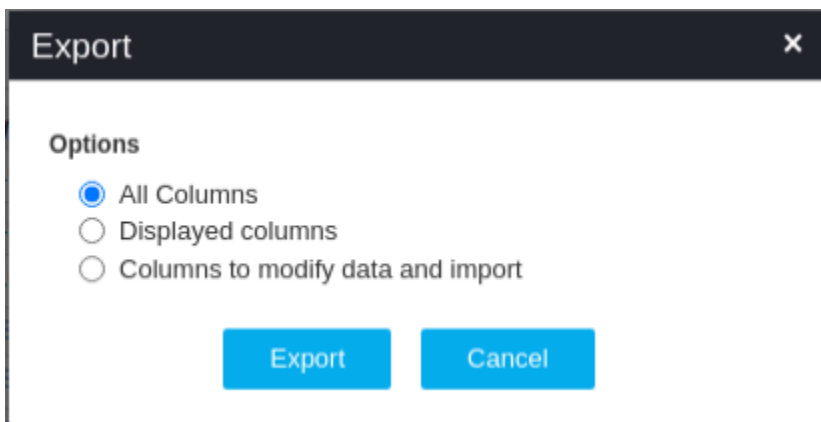 Export
Options
All Columns
Displayed columns
Columns to modify data and import
Export
Cancel